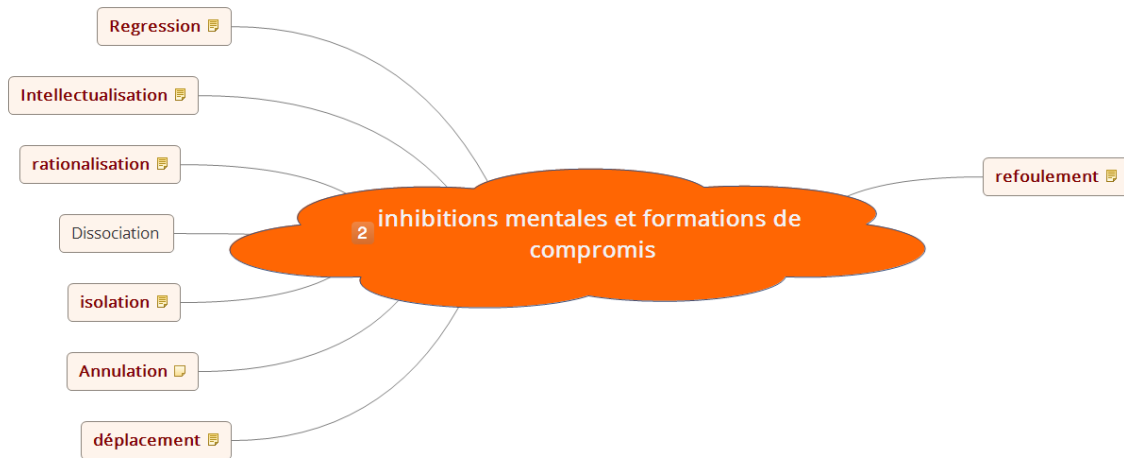 Regression
Intellectualisation
rationalisation
Dissociation
isolation
Annulation
déplacement
2
inhibitions mentales et formations de
compromis
refoulement